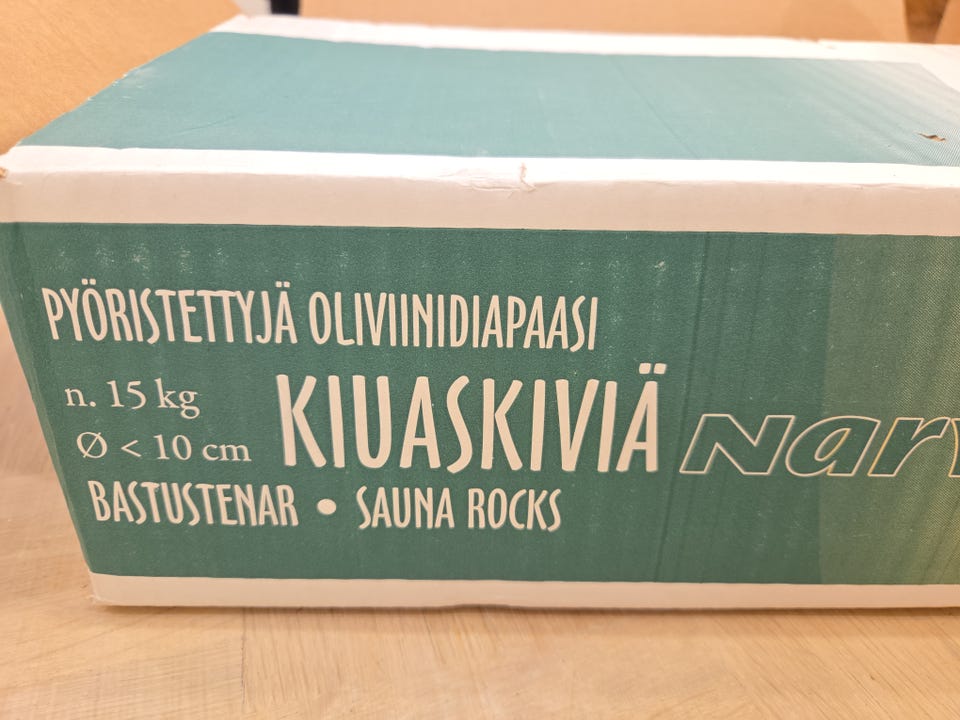 PYÖRISTETTYJÄ OLIVIINIDIAPAASI
n. 15 kg
KIUASKIVIÄ
Ø < 10 cm
BASTUSTENAR • SAUNA ROCKS